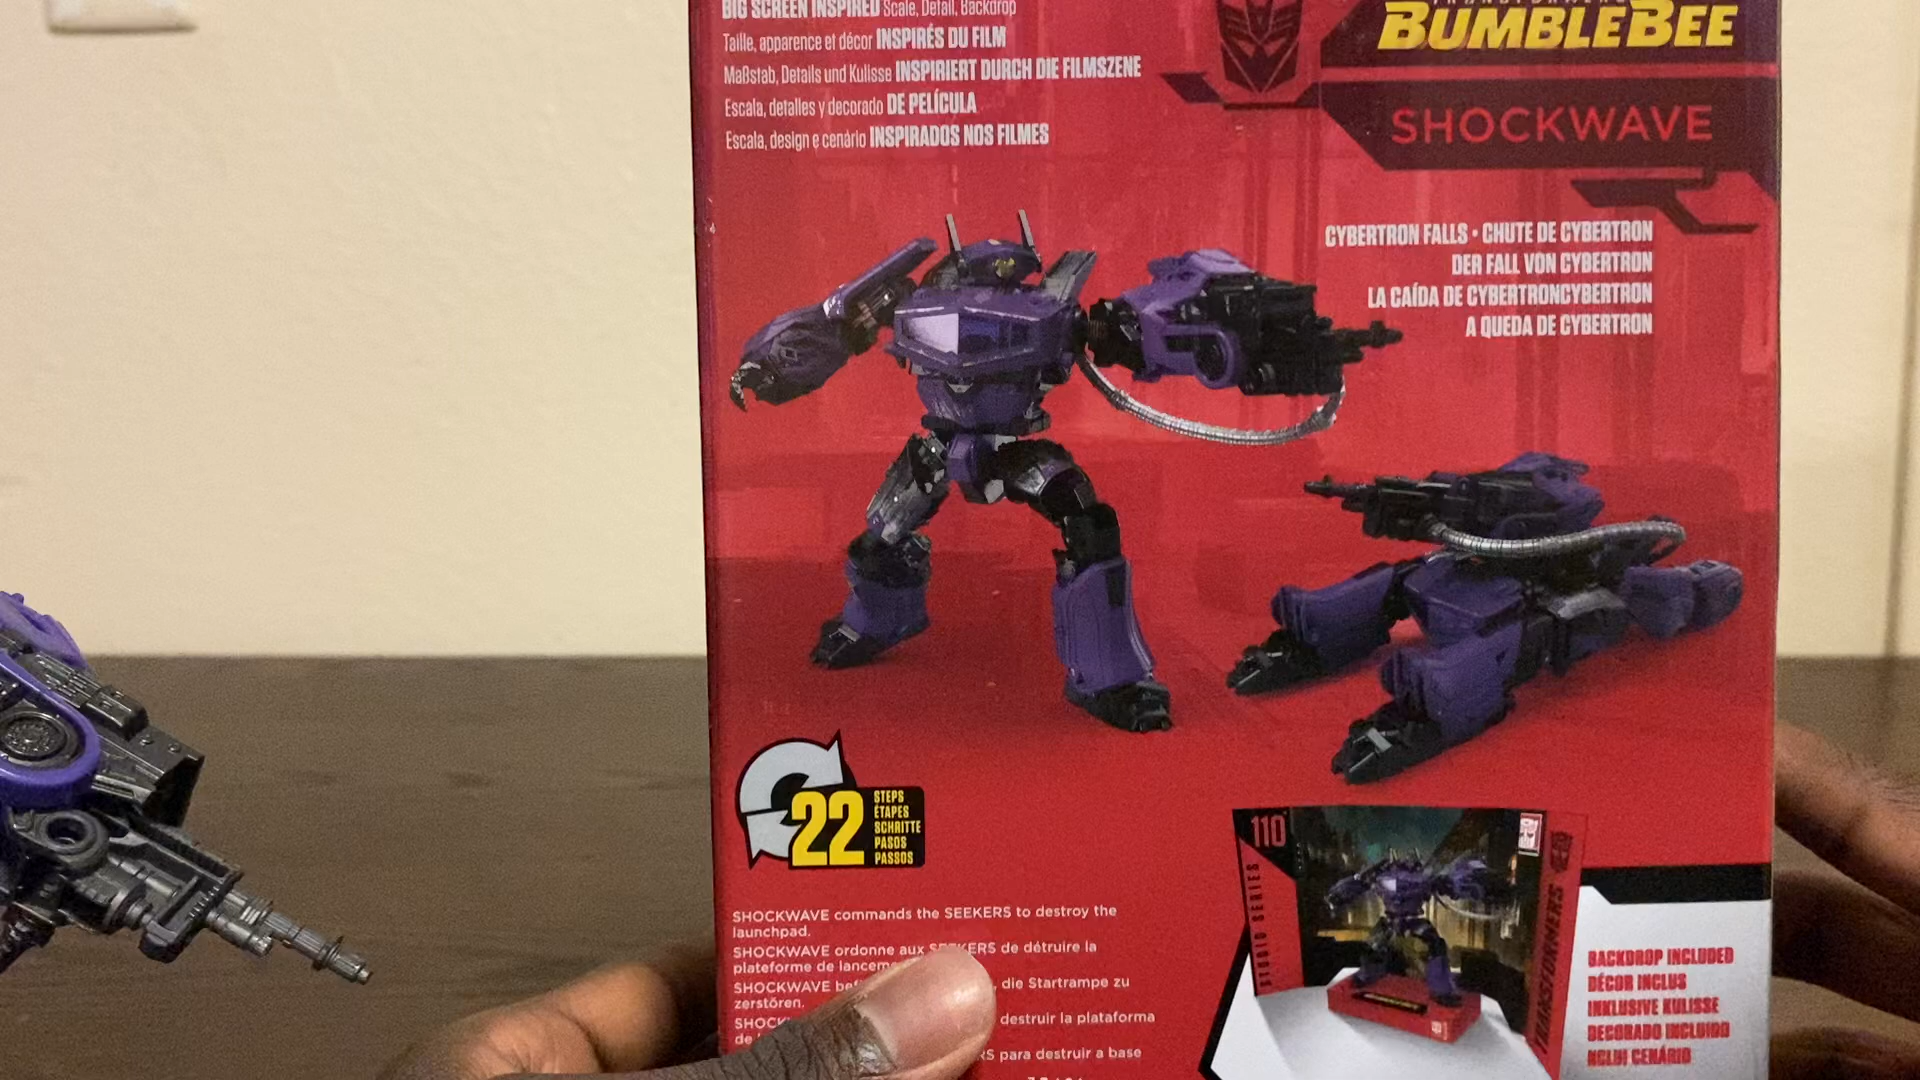 BIG SCREEN INSPIRED Scale, Detail, Backdrop
Taille, apparence et décor INSPIRÉS DU FILM
Maßstab, Details und Kulisse INSPIRIERT DURCH DIE FILMSZENE
Escala, detalles y decorado DE PELÍCULA
Escala, design e cenário INSPIRADOS NOS FILMES
BUMBLEBEE
SHOCKWAVE
CYBERTRON FALLS • CHUTE DE CYBERTRON
DER FALL VON CYBERTRON
LA CAÍDA DE CYBERTRONCYBERTRON
A QUEDA DE CYBERTRON
22
STEPS
ÉTAPES
SCHRITTE
PASOS
PASSOS
SHOCKWAVE commands the SEEKERS to destroy the
launchpad.
SHOCKWAVE ordonne aux SEEKERS de détruire la
plateforme de lanceme
SHOCKWAVE bef , die Startrampe zu
zerstören.
SHOCK destruir la plataforma
de
RS para destruir a base
110
STUDIO SERIES
TRANSFORMERS
BACKDROP INCLUDED
DÉCOR INCLUS
INKLUSIVE KULISSE
DECORADO INCLUIDO
INCLUI CENÁRIO